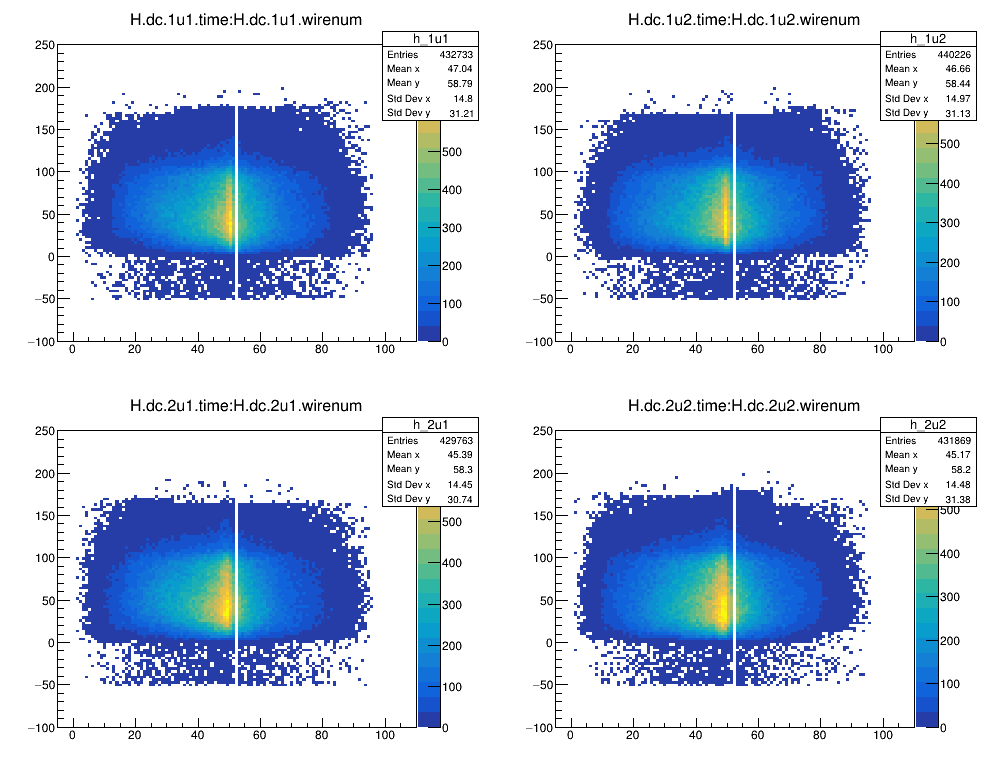 H.dc.1u1.time:H.dc.1u1.wirenum
h_1u1
Entries 432733
Mean x 47.04
Mean y 58.79
Std Dev x 14.8
Std Dev y 31.21
250
200
150
100
50
0
−50
−100
0 20 40 60 80 100
500
400
300
200
100
0
H.dc.1u2.time:H.dc.1u2.wirenum
h_1u2
Entries 440226
Mean x 46.66
Mean y 58.44
Std Dev x 14.97
Std Dev y 31.13
250
200
150
100
50
0
−50
−100
0 20 40 60 80 100
500
400
300
200
100
0
H.dc.2u1.time:H.dc.2u1.wirenum
h_2u1
Entries 429763
Mean x 45.39
Mean y 58.3
Std Dev x 14.45
Std Dev y 30.74
250
200
150
100
50
0
−50
−100
0 20 40 60 80 100
500
400
300
200
100
0
H.dc.2u2.time:H.dc.2u2.wirenum
h_2u2
Entries 431869
Mean x 45.17
Mean y 58.2
Std Dev x 14.48
Std Dev y 31.38
250
200
150
100
50
0
−50
−100
0 20 40 60 80 100
500
400
300
200
100
0